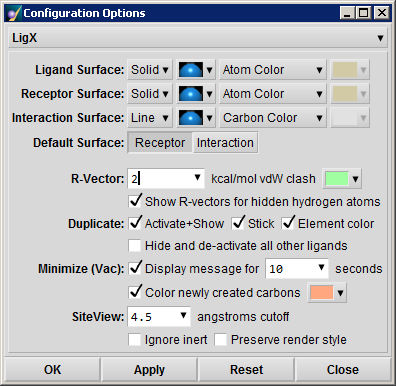 Configuration Options
LigX
Ligand Surface: Solid Atom Color
Receptor Surface: Solid Atom Color
Interaction Surface: Line Carbon Color
Default Surface: Receptor Interaction
R-Vector: 2 kcal/mol vdW clash
Show R-vectors for hidden hydrogen atoms
Duplicate: Activate+Show Stick Element color
Hide and de-activate all other ligands
Minimize (Vac): Display message for 10 seconds
Color newly created carbons
SiteView: 4.5 angstroms cutoff
Ignore inert Preserve render style
OK Apply Reset Close